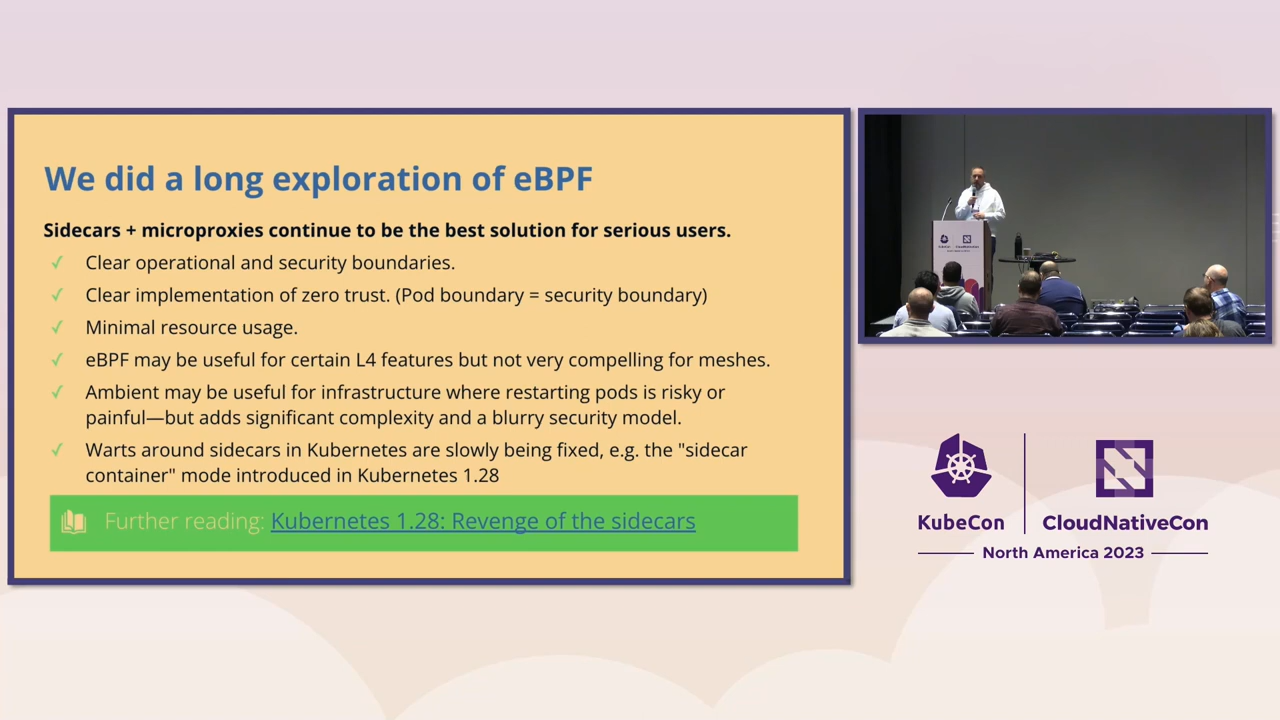 We did a long exploration of eBPF
Sidecars + microproxies continue to be the best solution for serious users.
✓ Clear operational and security boundaries.
✓ Clear implementation of zero trust. (Pod boundary = security boundary)
✓ Minimal resource usage.
✓ eBPF may be useful for certain L4 features but not very compelling for meshes.
✓ Ambient may be useful for infrastructure where restarting pods is risky or
painful—but adds significant complexity and a blurry security model.
✓ Warts around sidecars in Kubernetes are slowly being fixed, e.g. the "sidecar
container" mode introduced in Kubernetes 1.28
Further reading: Kubernetes 1.28: Revenge of the sidecars
KubeCon
CloudNativeCon
North America 2023